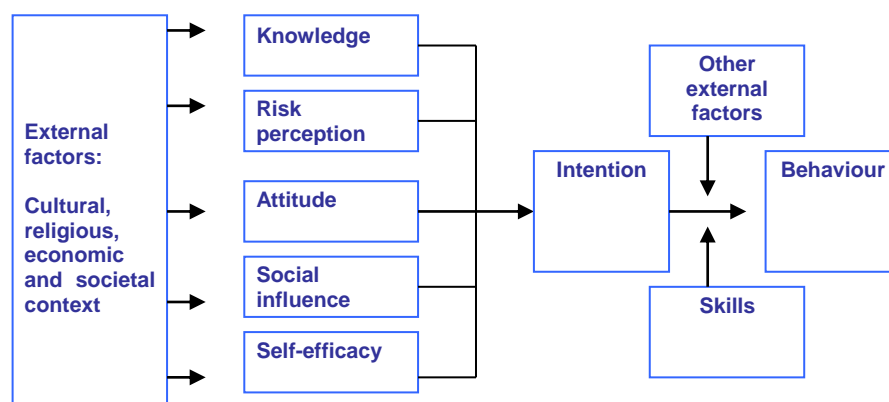 External
factors:
Cultural,
religious,
economic
and societal
context
Knowledge
Risk
perception
Attitude
Social
influence
Self-efficacy
Intention
Other
external
factors
Skills
Behaviour